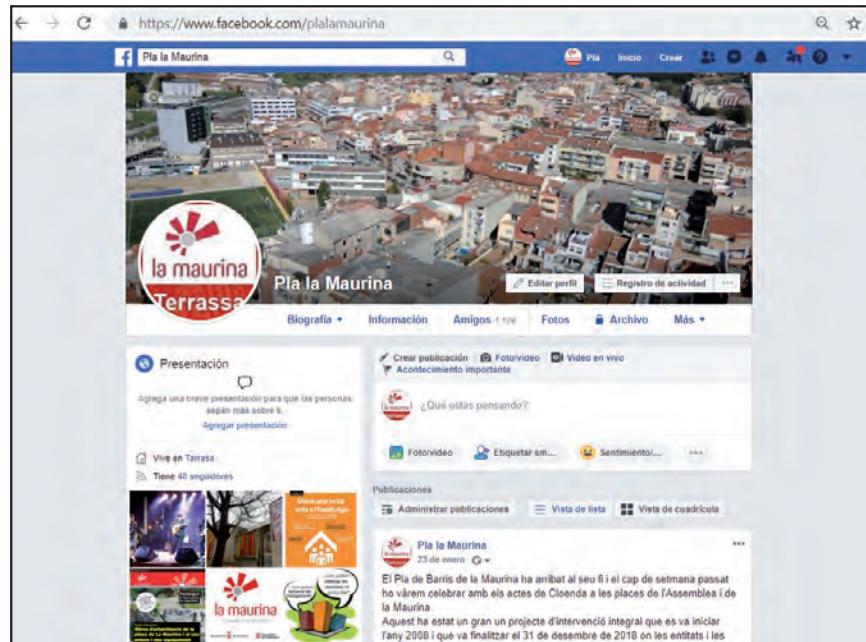 https://www.facebook.com/plalamaurina
Pla la Maurina
Pla Inicio Crear
la maurina
Terrassa
Pla la Maurina
Editar perfil
Registro de actividad
Biografía Información Amigos Fotos Archivo Más
Presentación
Agrega una breve presentación para que las personas
sepan más sobre ti.
Agregar presentación
Vive en Tarrasa
Tiene 40 seguidores
la maurina
Crear publicación Foto/video Video en vivo
Acontecimiento importante
¿Qué estás pensando?
Foto/video Etiquetar am... Sentimiento/...
Publicaciones
Administrar publicaciones Vista de lista Vista de cuadrícula
Pla la Maurina
23 de enero
El Pla de Barris de la Maurina ha arribat al seu fi i el cap de setmana passat
ho vàrem celebrar amb els actes de Cloenda a les places de l'Assemblea i de
la Maurina.
Aquest ha estat un gran un projecte d'intervenció integral que es va iniciar
l'any 2008 i que va finalitzar el 31 de desembre de 2018 on les entitats i les